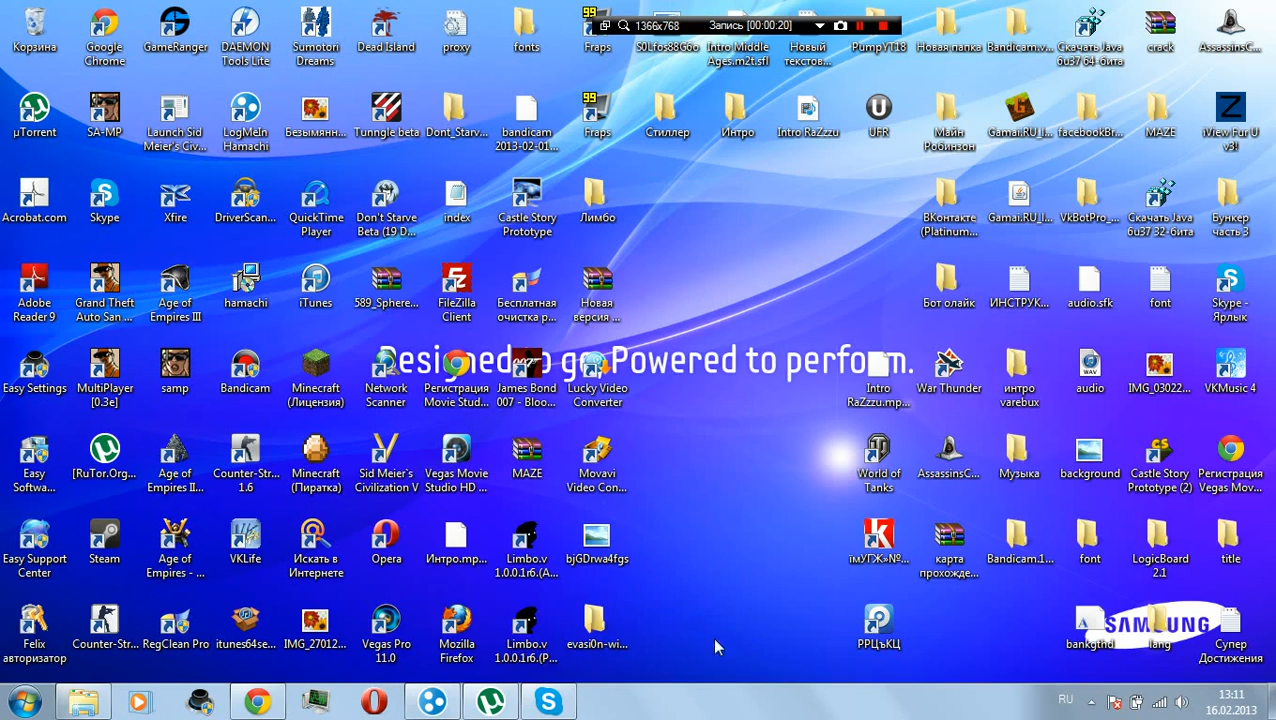 1366x768 Запись [00:00:20]
Корзина
Google
Chrome
GameRanger
DAEMON
Tools Lite
Sumotori
Dreams
Dead Island
proxy
fonts
Fraps
Intro Middle
Ages.m2t.sfl
Новый
текстов...
PumpYT18
Новая папка
Bandicam.v...
Скачать Java
6u37 64-бита
crack
AssassinsC...
µTorrent
SA-MP
Launch Sid
Meier's Civ...
LogMeIn
Hamachi
Безымянн...
Tunngle beta
Dont_Starv...
bandicam
2013-02-01...
Fraps
Стиллер
Интро
Intro RaZzzu
UFR
Майн
Робинзон
Gamai.RU_I...
facebookBr...
MAZE
iView Fur U
v3!
Acrobat.com
Skype
Xfire
DriverScan...
QuickTime
Player
Don't Starve
Beta (19 D...
index
Castle Story
Prototype
Лимбо
ВКонтакте
(Platinum...
Gamai.RU_I...
VkBotPro_...
Скачать Java
6u37 32-бита
Бункер
часть 3
Adobe
Reader 9
Grand Theft
Auto San ...
Age of
Empires III
hamachi
iTunes
589_Sphere...
FileZilla
Client
Бесплатная
очистка р...
Новая
версия ...
Бот олайк
ИНСТРУК...
audio.sfk
font
Skype -
Ярлык
Designed to go. Powered to perform.
Easy Settings
MultiPlayer
[0.3e]
samp
Bandicam
Minecraft
(Лицензия)
Network
Scanner
Регистрация
Movie Stud...
James Bond
007 - Bloo...
Lucky Video
Converter
Intro
RaZzzu.mp...
War Thunder
интро
varebux
audio
IMG_03022...
VKMusic 4
Easy
Softwa...
[RuTor.Org...
Age of
Empires II...
Counter-Str...
1.6
Minecraft
(Пиратка)
Sid Meier's
Civilization V
Vegas Movie
Studio HD ...
MAZE
Movavi
Video Con...
World of
Tanks
AssassinsC...
Музыка
background
Castle Story
Prototype (2)
Регистрация
Vegas Mov...
Easy Support
Center
Steam
Age of
Empires - ...
VKLife
Искать в
Интернете
Opera
Интро.mp...
Limbo.v
1.0.0.1r6.(A...
bjGDrwa4fgs
карта
прохожде...
Bandicam.1...
font
LogicBoard
2.1
title
Felix
авторизатор
Counter-Str...
RegClean Pro
itunes64se...
IMG_27012...
Vegas Pro
11.0
Mozilla
Firefox
Limbo.v
1.0.0.1r6.(P...
evasi0n-wi...
РРЦъКЦ
bankgthd
lang
Супер
Достижения
SAMSUNG
RU
13:11
16.02.2013